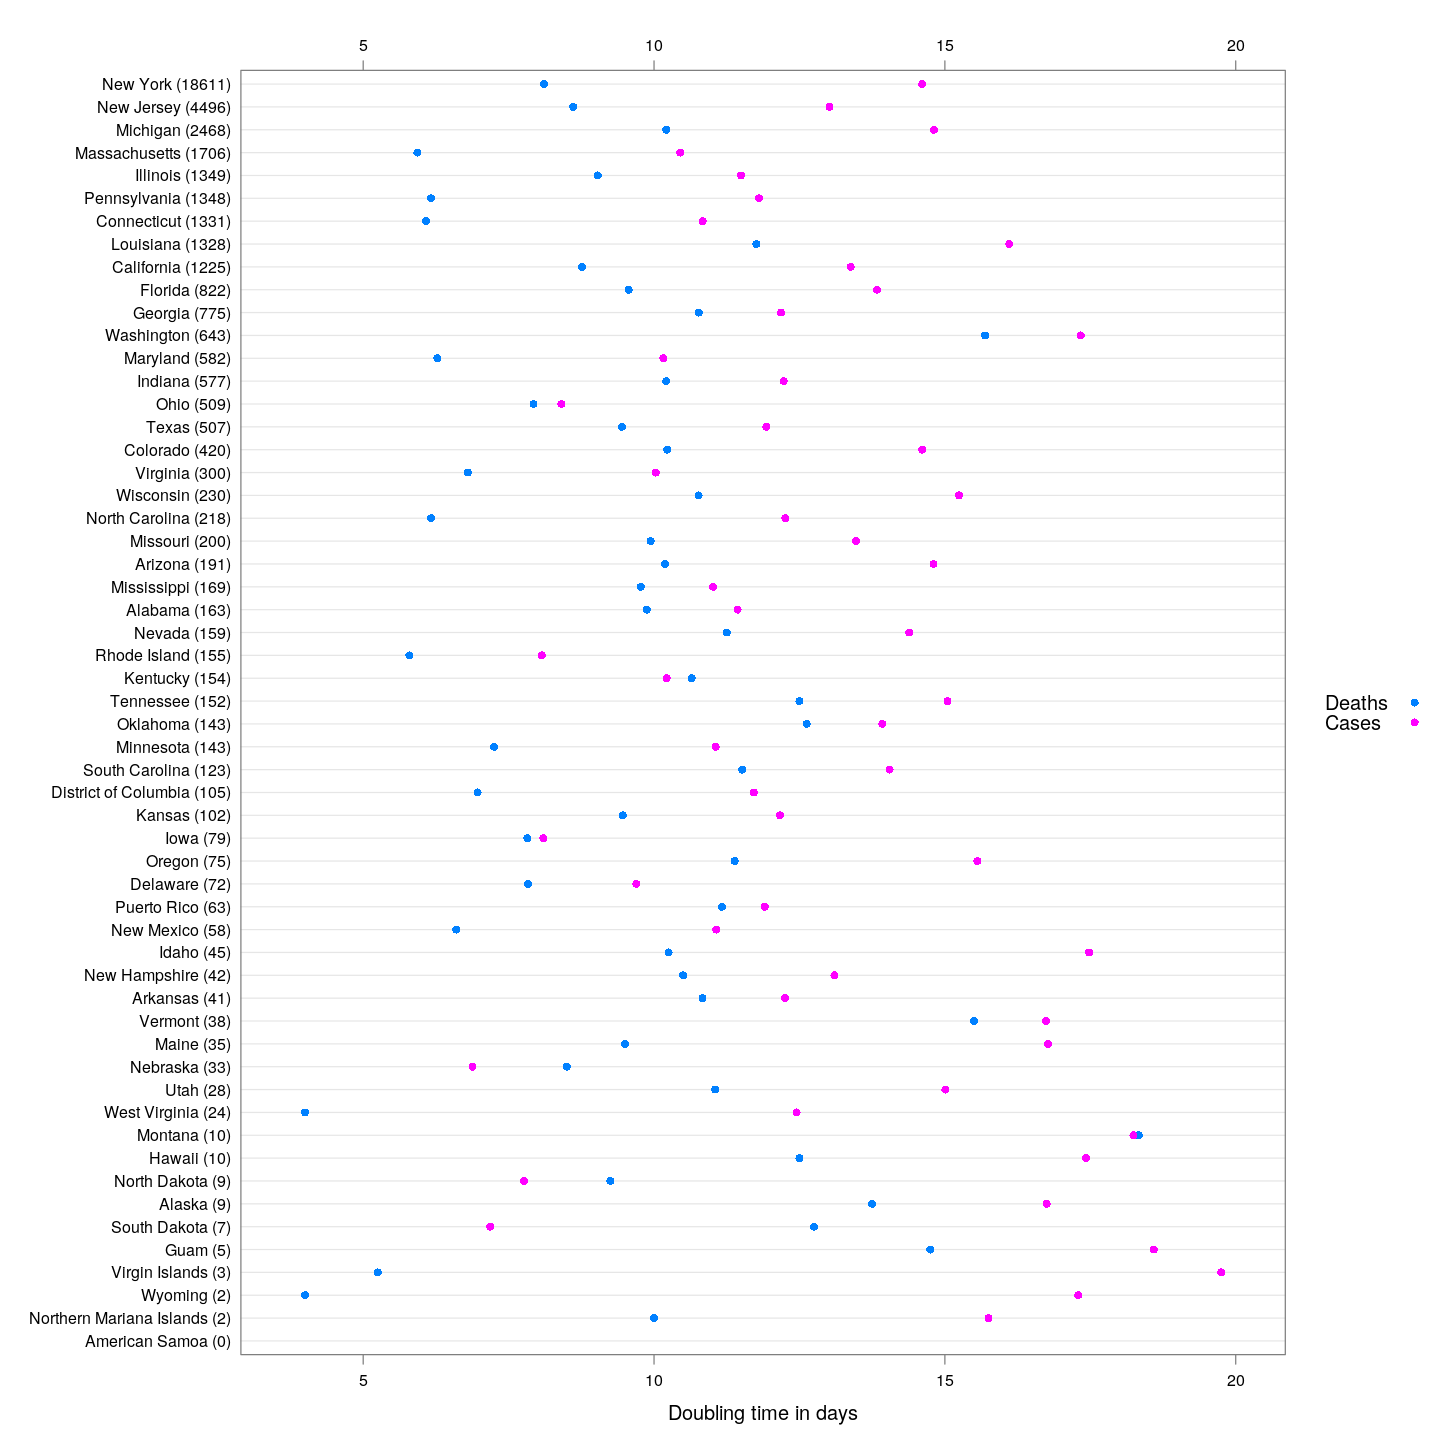 5 10 15 20
New York (18611)
New Jersey (4496)
Michigan (2468)
Massachusetts (1706)
Illinois (1349)
Pennsylvania (1348)
Connecticut (1331)
Louisiana (1328)
California (1225)
Florida (822)
Georgia (775)
Washington (643)
Maryland (582)
Indiana (577)
Ohio (509)
Texas (507)
Colorado (420)
Virginia (300)
Wisconsin (230)
North Carolina (218)
Missouri (200)
Arizona (191)
Mississippi (169)
Alabama (163)
Nevada (159)
Rhode Island (155)
Kentucky (154)
Tennessee (152)
Oklahoma (143)
Minnesota (143)
South Carolina (123)
District of Columbia (105)
Kansas (102)
Iowa (79)
Oregon (75)
Delaware (72)
Puerto Rico (63)
New Mexico (58)
Idaho (45)
New Hampshire (42)
Arkansas (41)
Vermont (38)
Maine (35)
Nebraska (33)
Utah (28)
West Virginia (24)
Montana (10)
Hawaii (10)
North Dakota (9)
Alaska (9)
South Dakota (7)
Guam (5)
Virgin Islands (3)
Wyoming (2)
Northern Mariana Islands (2)
American Samoa (0)
5 10 15 20
Doubling time in days
Deaths
Cases